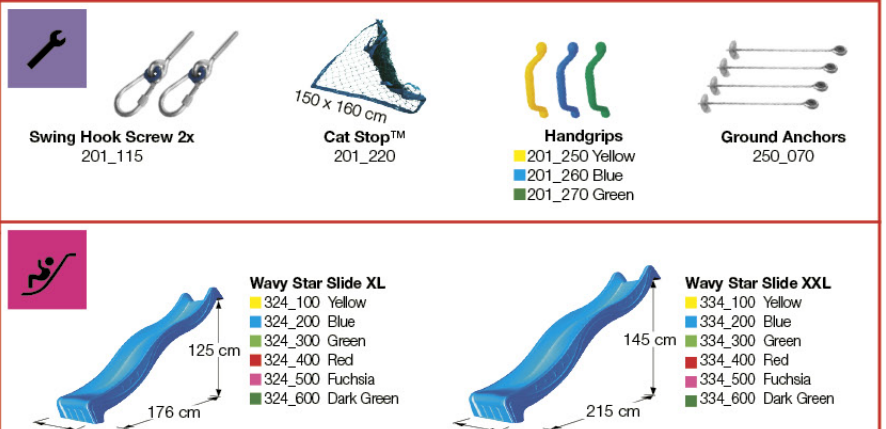 150 x 160 cm
Swing Hook Screw 2x
201_115
Cat Stop™
201_220
Handgrips
201_250 Yellow
201_260 Blue
201_270 Green
Ground Anchors
250_070
125 cm
176 cm
Wavy Star Slide XL
324_100 Yellow
324_200 Blue
324_300 Green
324_400 Red
324_500 Fuchsia
324_600 Dark Green
145 cm
215 cm
Wavy Star Slide XXL
334_100 Yellow
334_200 Blue
334_300 Green
334_400 Red
334_500 Fuchsia
334_600 Dark Green